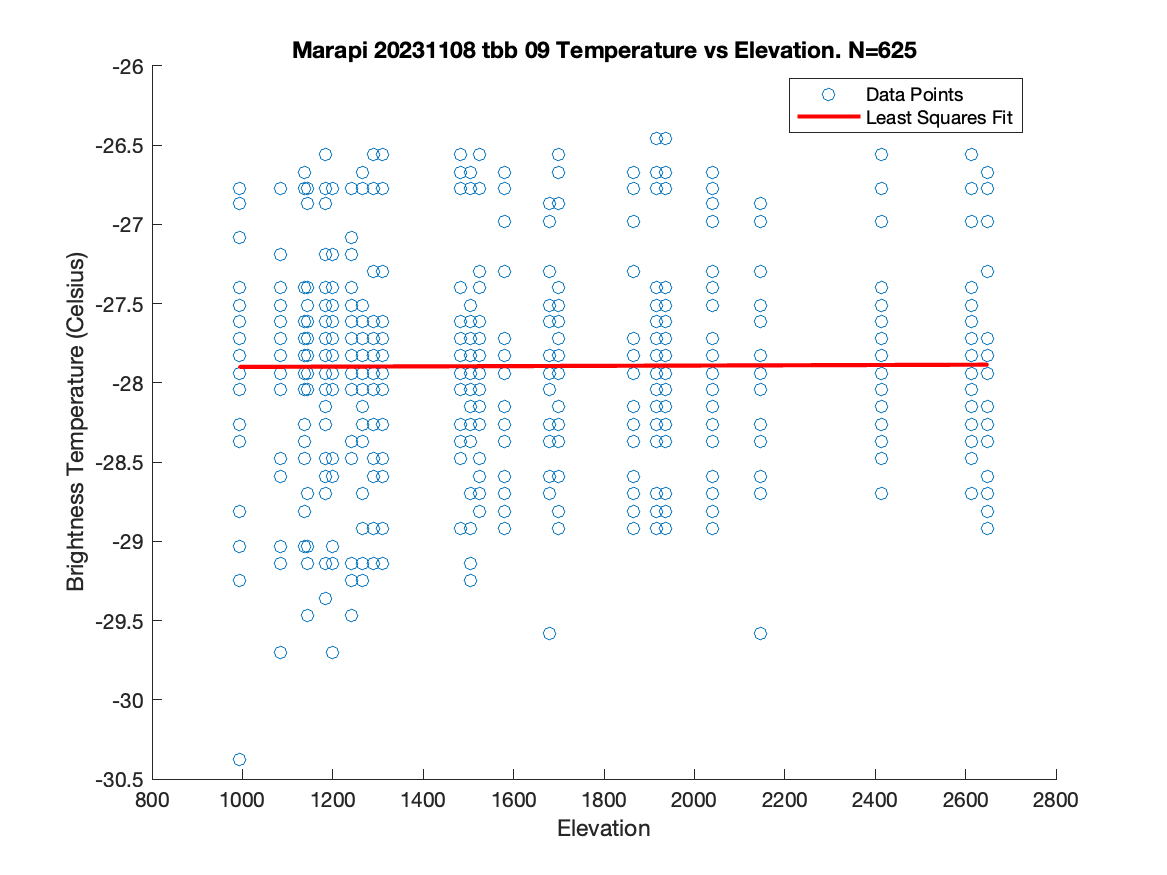 Marapi 20231108 tbb 09 Temperature vs Elevation. N=625
Data Points
Least Squares Fit
-26
-26.5
-27
-27.5
-28
-28.5
-29
-29.5
-30
-30.5
Brightness Temperature (Celsius)
800 1000 1200 1400 1600 1800 2000 2200 2400 2600 2800
Elevation